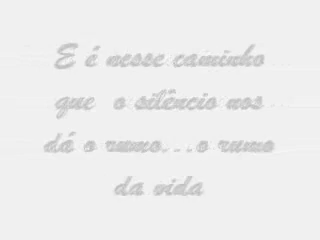 E é nesse caminho
que o silêncio nos
dá o rumo...o rumo
da vida